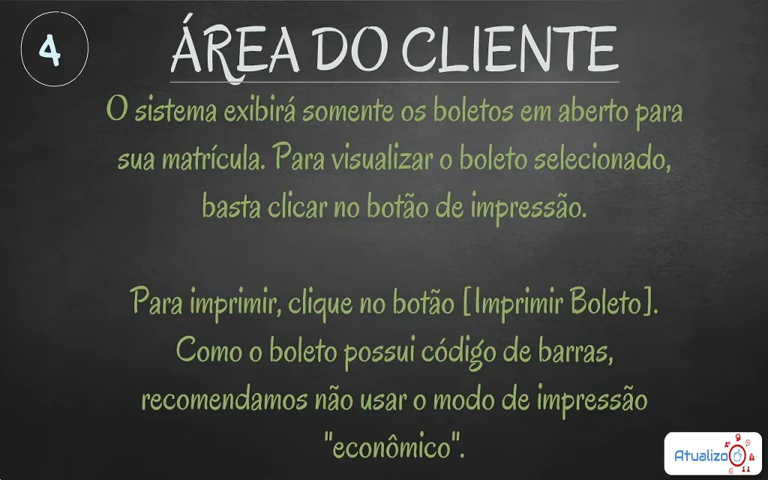 4
ÁREA DO CLIENTE
O sistema exibirá somente os boletos em aberto para
sua matrícula. Para visualizar o boleto selecionado,
basta clicar no botão de impressão.
Para imprimir, clique no botão [Imprimir Boleto].
Como o boleto possui código de barras,
recomendamos não usar o modo de impressão
"econômico".
Atualizo